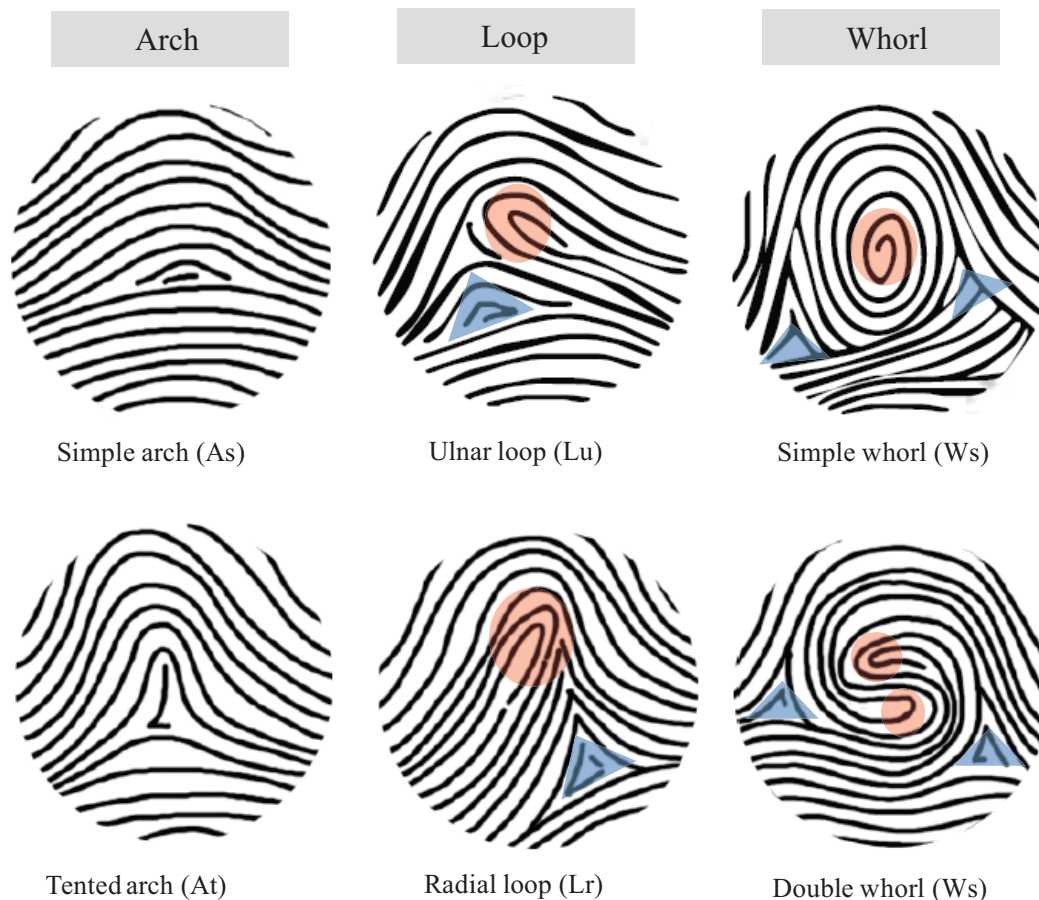 Arch
Loop
Whorl
Simple arch (As)
Ulnar loop (Lu)
Simple whorl (Ws)
Tented arch (At)
Radial loop (Lr)
Double whorl (Ws)